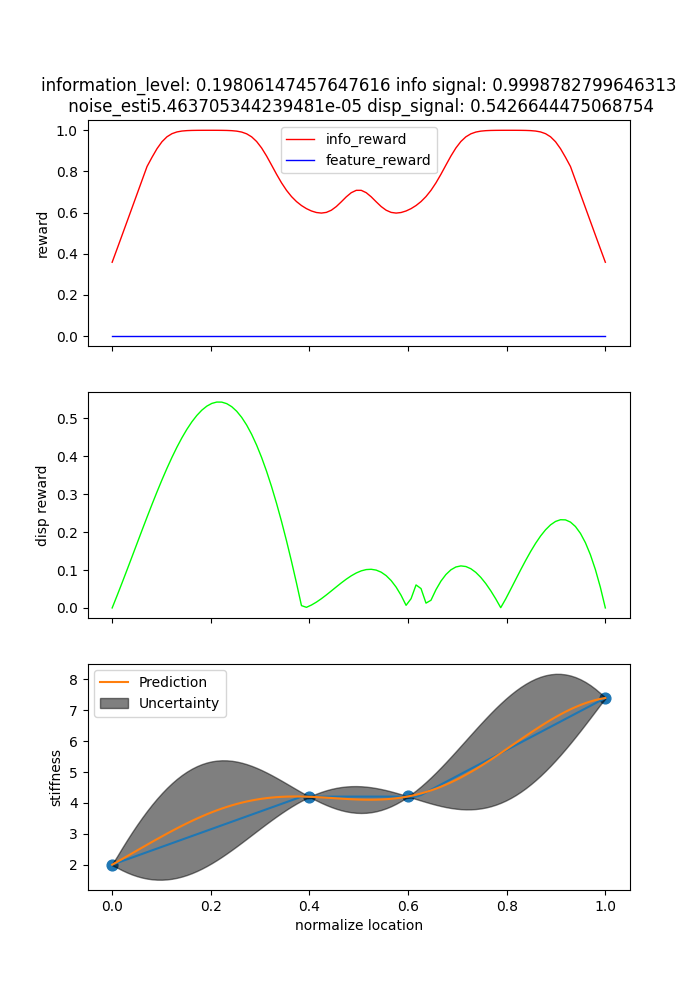 information_level: 0.19806147457647616 info signal: 0.9998782799646313
noise_esti5.463705344239481e-05 disp_signal: 0.5426644475068754
1.0
0.8
0.6
0.4
0.2
0.0
reward
info_reward
feature_reward
0.5
0.4
0.3
0.2
0.1
0.0
disp reward
8
7
6
5
4
3
2
stiffness
Prediction
Uncertainty
0.0 0.2 0.4 0.6 0.8 1.0
normalize location